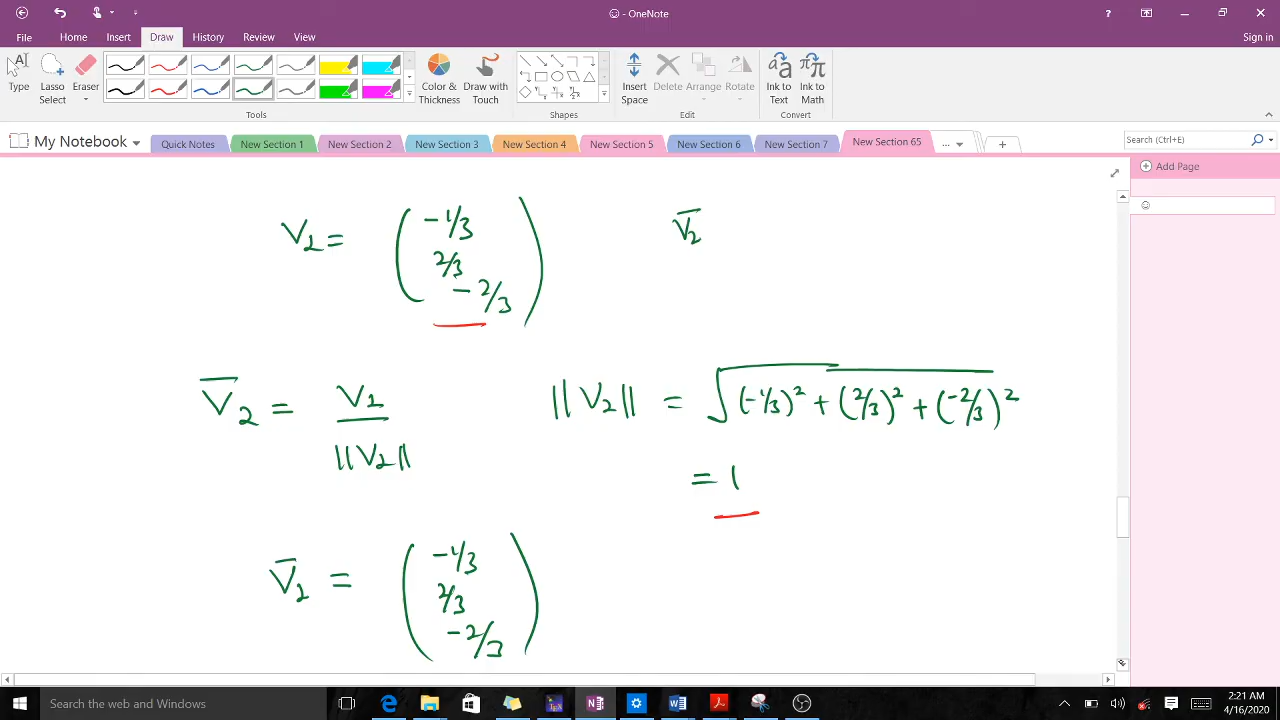 ☺ - OneNote
File Home Insert Draw History Review View
Type
Lasso Select
Eraser
Color & Thickness
Draw with Touch
Insert Space
Delete
Arrange
Rotate
Ink to Text
Ink to Math
Tools
Shapes
Edit
Convert
My Notebook
Quick Notes New Section 1 New Section 2 New Section 3 New Section 4 New Section 5 New Section 6 New Section 7 New Section 65 ...
Search (Ctrl+E)
Add Page
☺
V₂ = ( -1/3
2/3
-2/3 )
V̅₂
V̅₂ = V₂ / ||V₂||
||V₂|| = √((-1/3)² + (2/3)² + (-2/3)²
= 1
V̅₂ = ( -1/3
2/3
-2/3 )
Search the web and Windows
2:21 AM
4/16/2020